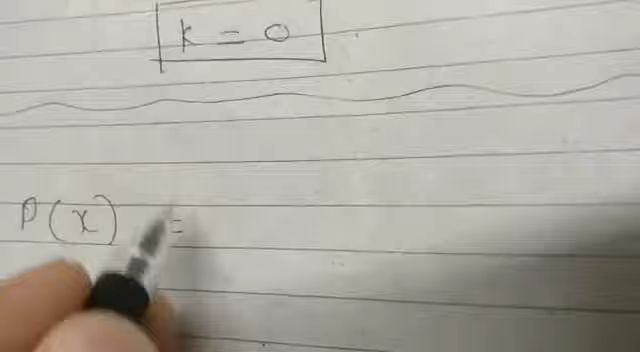 k = 0
P(x) =